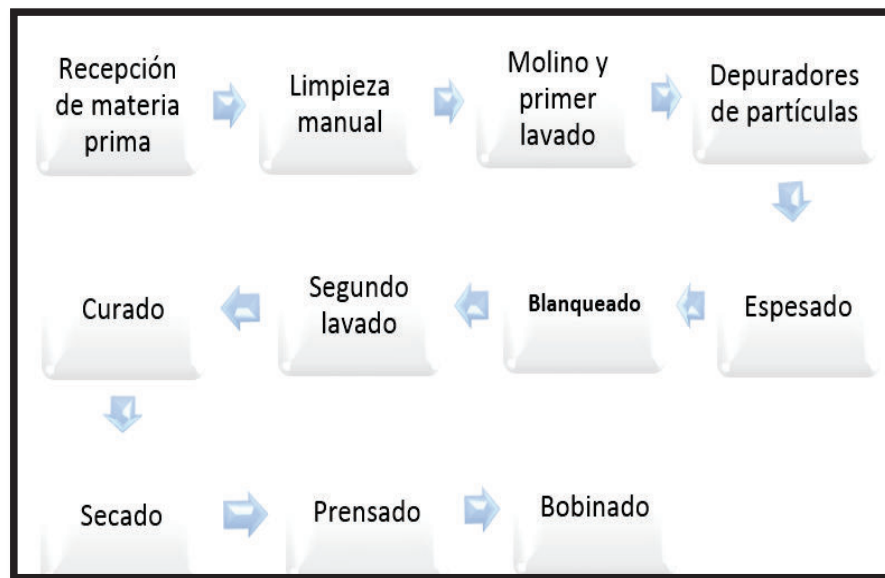 Recepción
de materia
prima
Limpieza
manual
Molino y
primer
lavado
Depuradores
de partículas
Espesado
Blanqueado
Segundo
lavado
Curado
Secado
Prensado
Bobinado